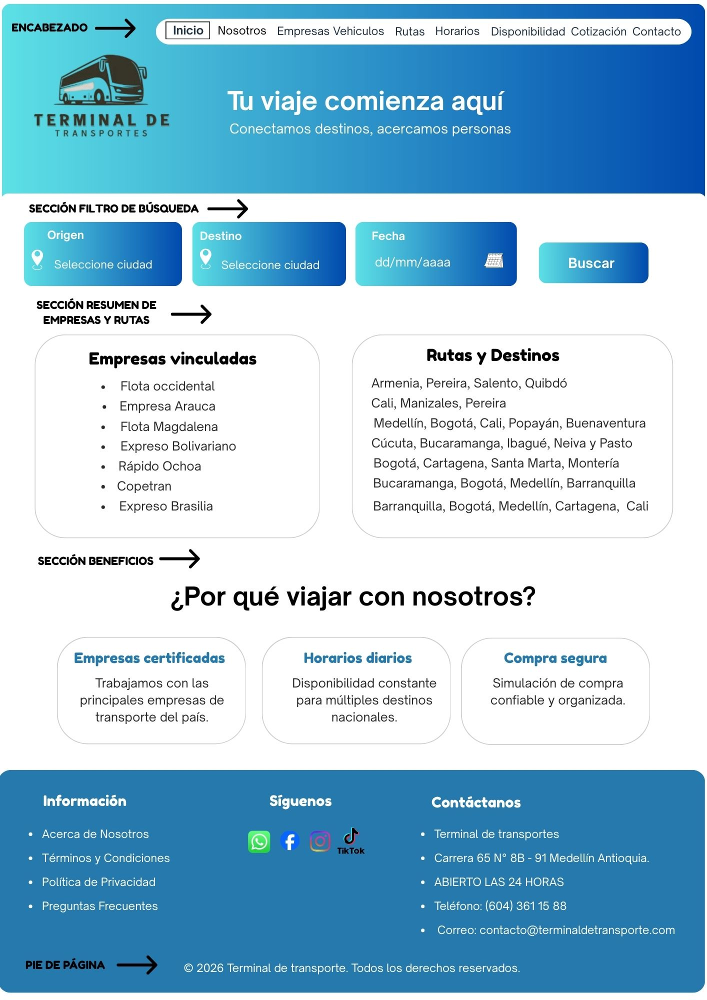 ENCABEZADO
Inicio Nosotros Empresas Vehiculos Rutas Horarios Disponibilidad Cotización Contacto
TERMINAL DE
TRANSPORTES
Tu viaje comienza aquí
Conectamos destinos, acercamos personas
SECCIÓN FILTRO DE BÚSQUEDA
Origen
Seleccione ciudad
Destino
Seleccione ciudad
Fecha
dd/mm/aaaa
Buscar
SECCIÓN RESUMEN DE
EMPRESAS Y RUTAS
Empresas vinculadas
• Flota occidental
• Empresa Arauca
• Flota Magdalena
• Expreso Bolivariano
• Rápido Ochoa
• Copetran
• Expreso Brasilia
Rutas y Destinos
Armenia, Pereira, Salento, Quibdó
Cali, Manizales, Pereira
Medellín, Bogotá, Cali, Popayán, Buenaventura
Cúcuta, Bucaramanga, Ibagué, Neiva y Pasto
Bogotá, Cartagena, Santa Marta, Montería
Bucaramanga, Bogotá, Medellín, Barranquilla
Barranquilla, Bogotá, Medellín, Cartagena, Cali
SECCIÓN BENEFICIOS
¿Por qué viajar con nosotros?
Empresas certificadas
Trabajamos con las
principales empresas de
transporte del país.
Horarios diarios
Disponibilidad constante
para múltiples destinos
nacionales.
Compra segura
Simulación de compra
confiable y organizada.
Información
• Acerca de Nosotros
• Términos y Condiciones
• Política de Privacidad
• Preguntas Frecuentes
Síguenos
TikTok
Contáctanos
• Terminal de transportes
• Carrera 65 N° 8B - 91 Medellín Antioquia.
• ABIERTO LAS 24 HORAS
• Teléfono: (604) 361 15 88
• Correo: contacto@terminaldetransporte.com
PIE DE PÁGINA
© 2026 Terminal de transporte. Todos los derechos reservados.